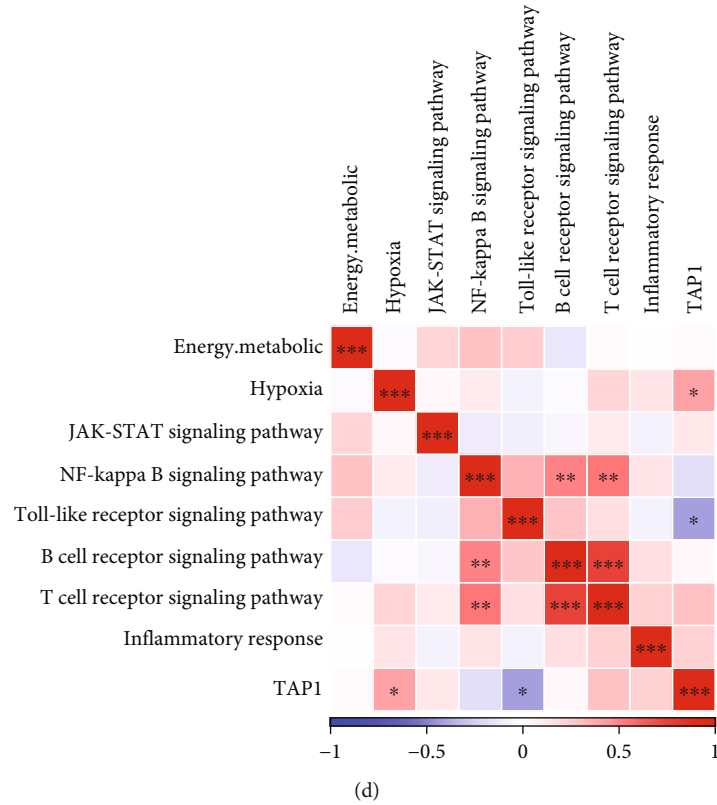 Energy.metabolic
Hypoxia
JAK-STAT signaling pathway
NF-kappa B signaling pathway
Toll-like receptor signaling pathway
B cell receptor signaling pathway
T cell receptor signaling pathway
Inflammatory response
TAP1
Energy.metabolic ***
Hypoxia *** *
JAK-STAT signaling pathway ***
NF-kappa B signaling pathway *** ** **
Toll-like receptor signaling pathway *** *
B cell receptor signaling pathway ** *** ***
T cell receptor signaling pathway ** *** ***
Inflammatory response ***
TAP1 * * ***
−1 −0.5 0 0.5 1
(d)